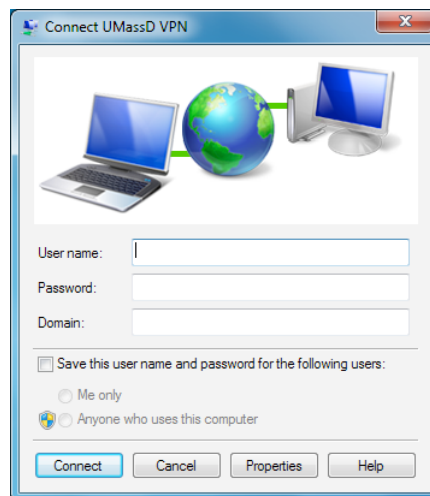 Connect UMassD VPN
User name:
Password:
Domain:
Save this user name and password for the following users:
Me only
Anyone who uses this computer
Connect Cancel Properties Help